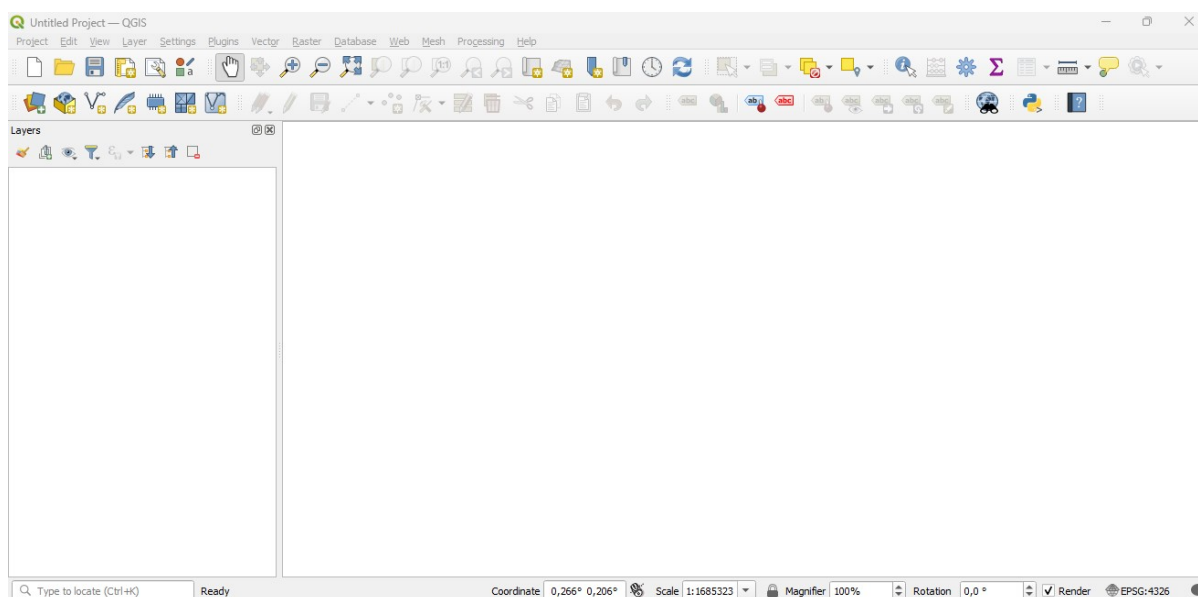 Untitled Project — QGIS
Project Edit View Layer Settings Plugins Vector Raster Database Web Mesh Processing Help
abc abc
Layers
Type to locate (Ctrl+K) Ready Coordinate 0,266° 0,206° Scale 1:1685323 Magnifier 100% Rotation 0,0 ° Render EPSG:4326